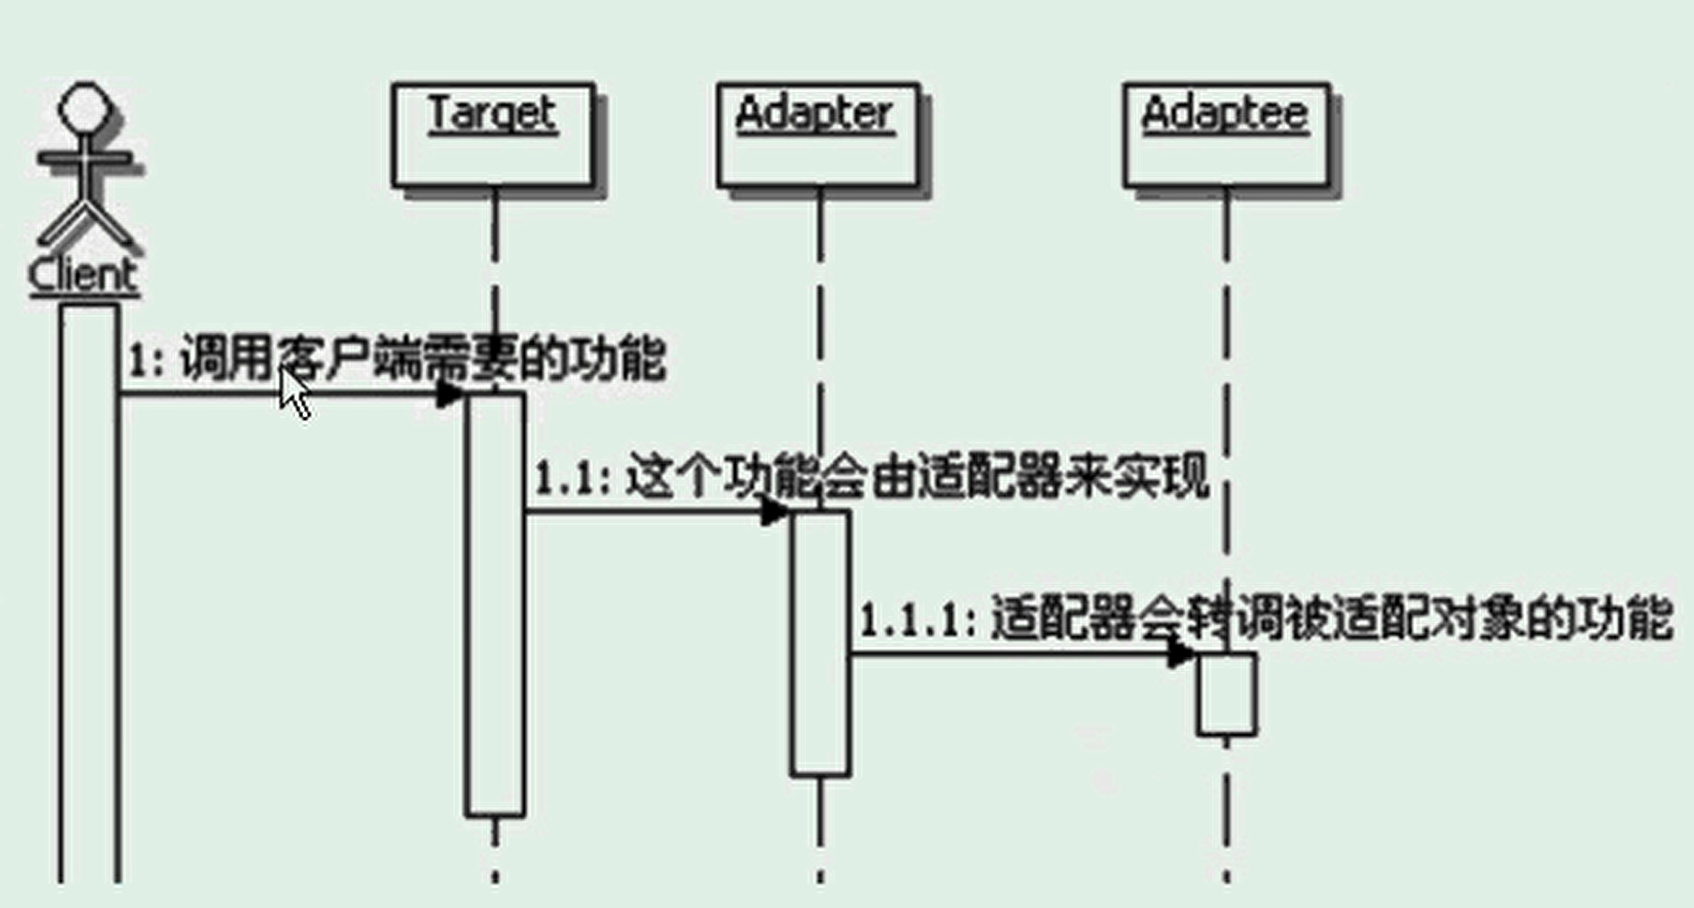 Target
Adapter
Adaptee
Client
1: 调用客户端需要的功能
1.1: 这个功能会由适配器来实现
1.1.1: 适配器会转调被适配对象的功能